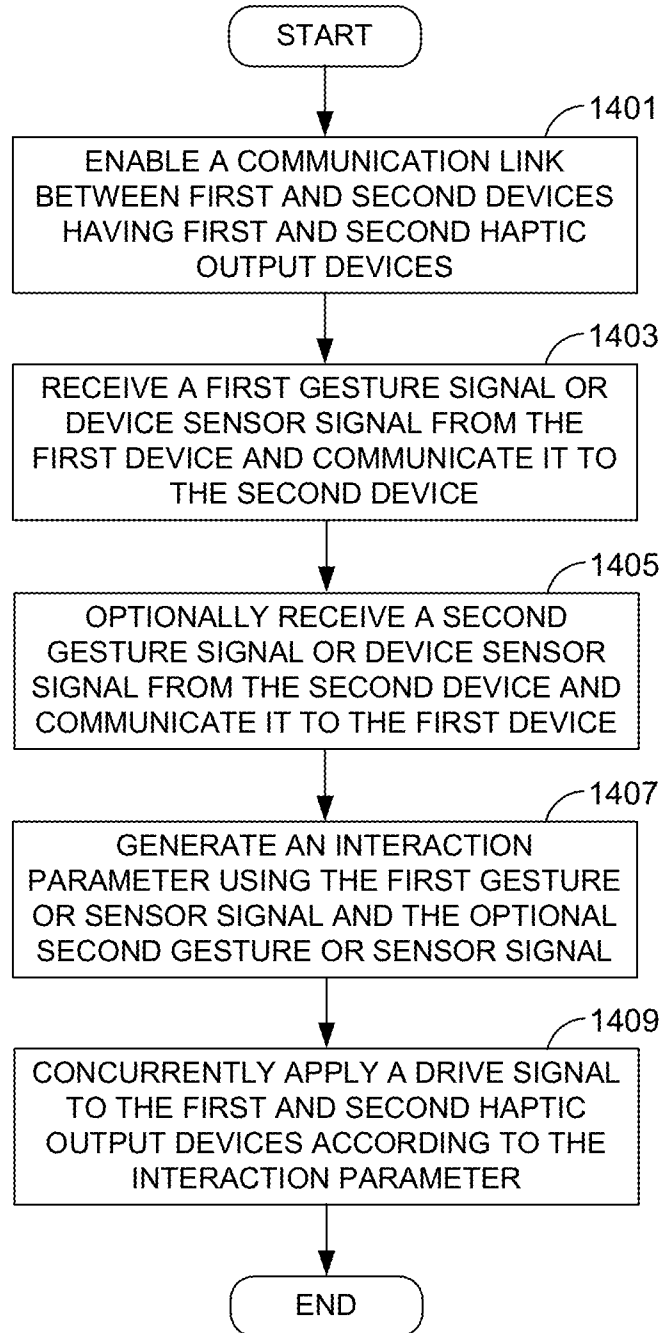 START
1401
ENABLE A COMMUNICATION LINK
BETWEEN FIRST AND SECOND DEVICES
HAVING FIRST AND SECOND HAPTIC
OUTPUT DEVICES
1403
RECEIVE A FIRST GESTURE SIGNAL OR
DEVICE SENSOR SIGNAL FROM THE
FIRST DEVICE AND COMMUNICATE IT TO
THE SECOND DEVICE
1405
OPTIONALLY RECEIVE A SECOND
GESTURE SIGNAL OR DEVICE SENSOR
SIGNAL FROM THE SECOND DEVICE AND
COMMUNICATE IT TO THE FIRST DEVICE
1407
GENERATE AN INTERACTION
PARAMETER USING THE FIRST GESTURE
OR SENSOR SIGNAL AND THE OPTIONAL
SECOND GESTURE OR SENSOR SIGNAL
1409
CONCURRENTLY APPLY A DRIVE SIGNAL
TO THE FIRST AND SECOND HAPTIC
OUTPUT DEVICES ACCORDING TO THE
INTERACTION PARAMETER
END